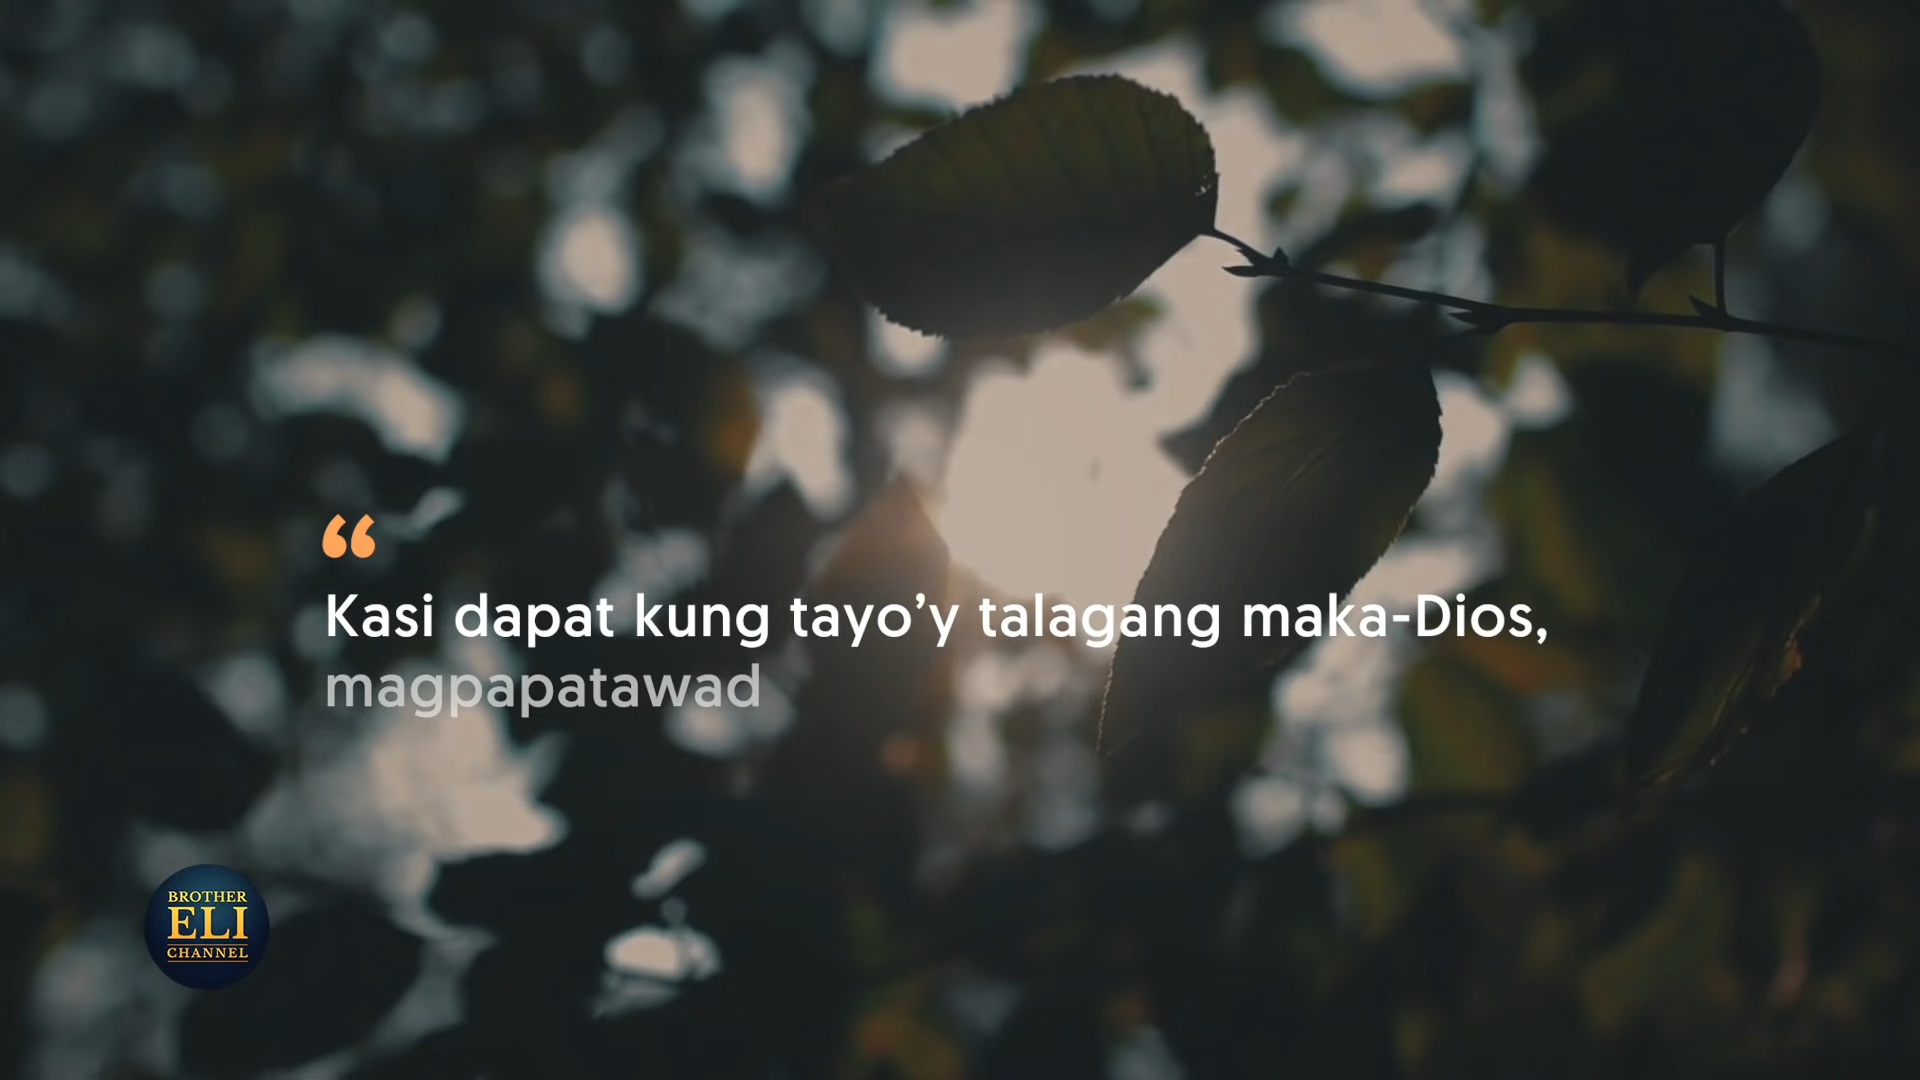 “
Kasi dapat kung tayo’y talagang maka-Dios,
magpapatawad
BROTHER
ELI
CHANNEL